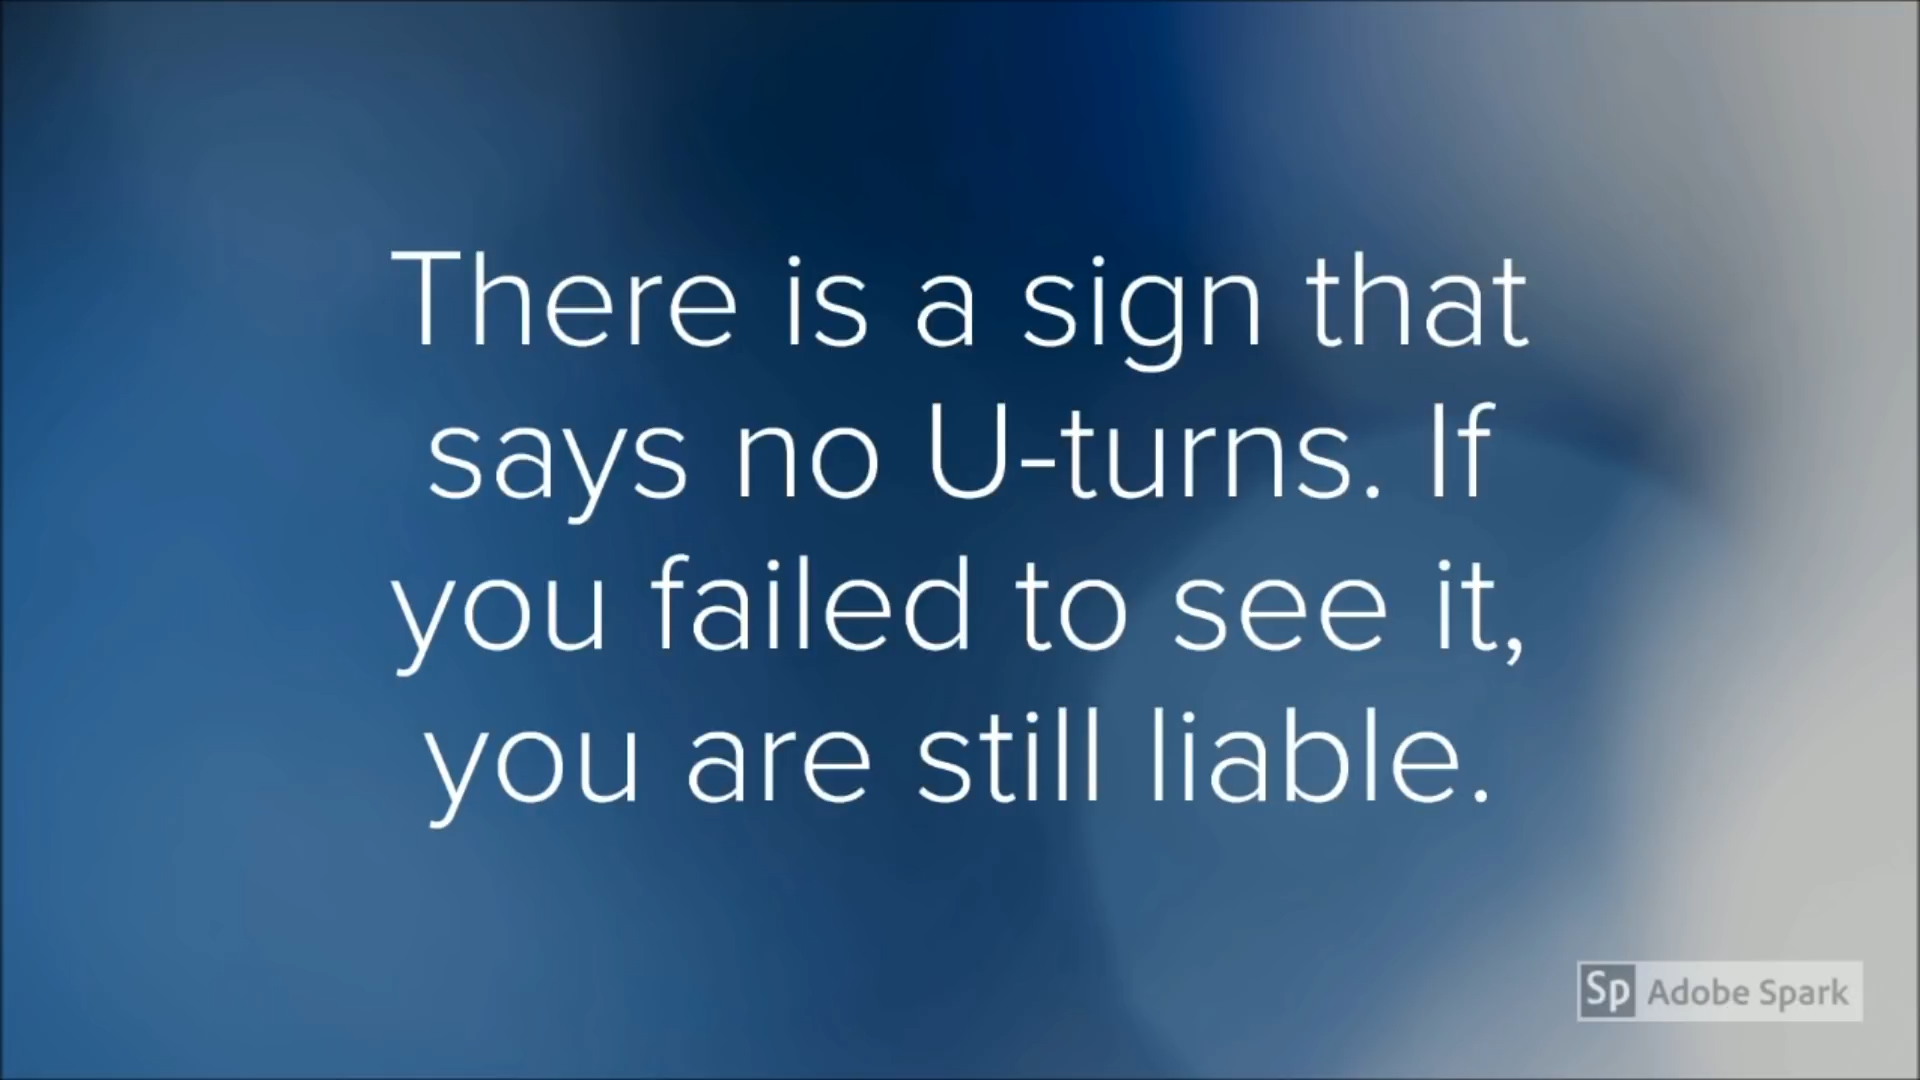 There is a sign that
says no U-turns. If
you failed to see it,
you are still liable.
Sp Adobe Spark